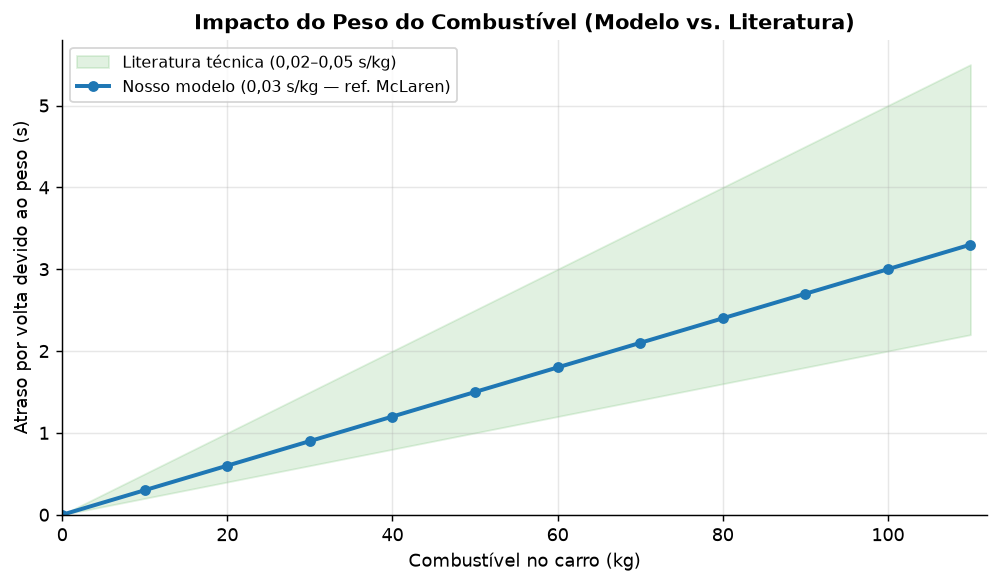 Impacto do Peso do Combustível (Modelo vs. Literatura)
Literatura técnica (0,02–0,05 s/kg)
Nosso modelo (0,03 s/kg — ref. McLaren)
Atraso por volta devido ao peso (s)
5
4
3
2
1
0
0 20 40 60 80 100
Combustível no carro (kg)